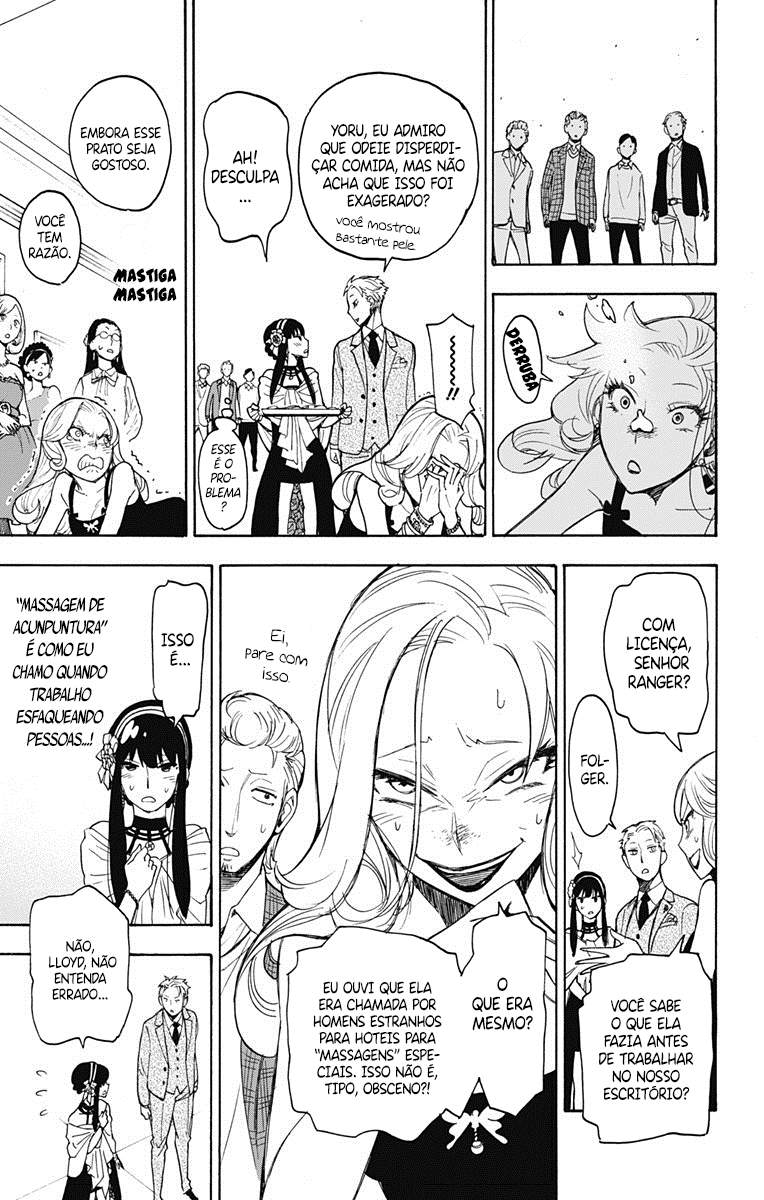 DERRUBA
YORU, EU ADMIRO
QUE ODEIE DISPERDI-
ÇAR COMIDA, MAS NÃO
ACHA QUE ISSO FOI
EXAGERADO?
você mostrou
bastante pele
AH!
DESCULPA
...
!!
ESSE
É O
PRO-
BLEMA
?
EMBORA ESSE
PRATO SEJA
GOSTOSO.
VOCÊ
TEM
RAZÃO.
MASTIGA
MASTIGA
COM
LICENÇA,
SENHOR
RANGER?
FOL-
GER.
VOCÊ SABE
O QUE ELA
FAZIA ANTES
DE TRABALHAR
NO NOSSO
ESCRITÓRIO?
Ei,
pare com
isso
O
QUE ERA
MESMO?
EU OUVI QUE ELA
ERA CHAMADA POR
HOMENS ESTRANHOS
PARA HOTEIS PARA
“MASSAGENS” ESPE-
CIAIS. ISSO NÃO É,
TIPO, OBSCENO?!
ISSO
É...
“MASSAGEM DE
ACUNPUNTURA”
É COMO EU
CHAMO QUANDO
TRABALHO
ESFAQUEANDO
PESSOAS...!
NÃO,
LLOYD, NÃO
ENTENDA
ERRADO...